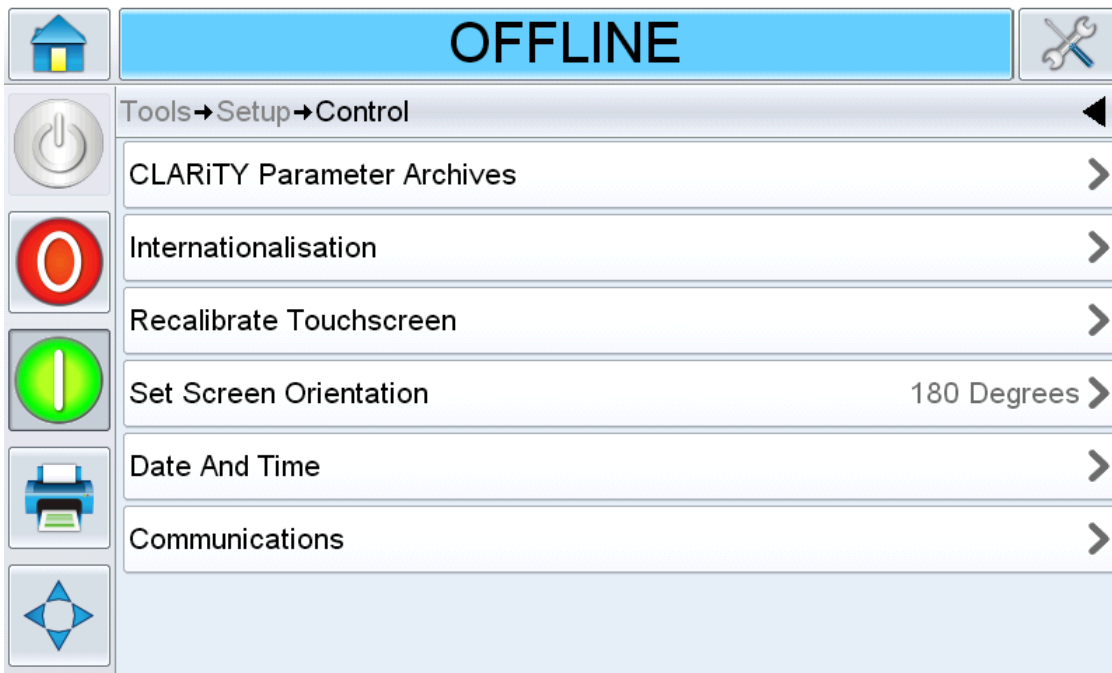 OFFLINE
Tools→Setup→Control
CLARiTY Parameter Archives
Internationalisation
Recalibrate Touchscreen
Set Screen Orientation 180 Degrees
Date And Time
Communications